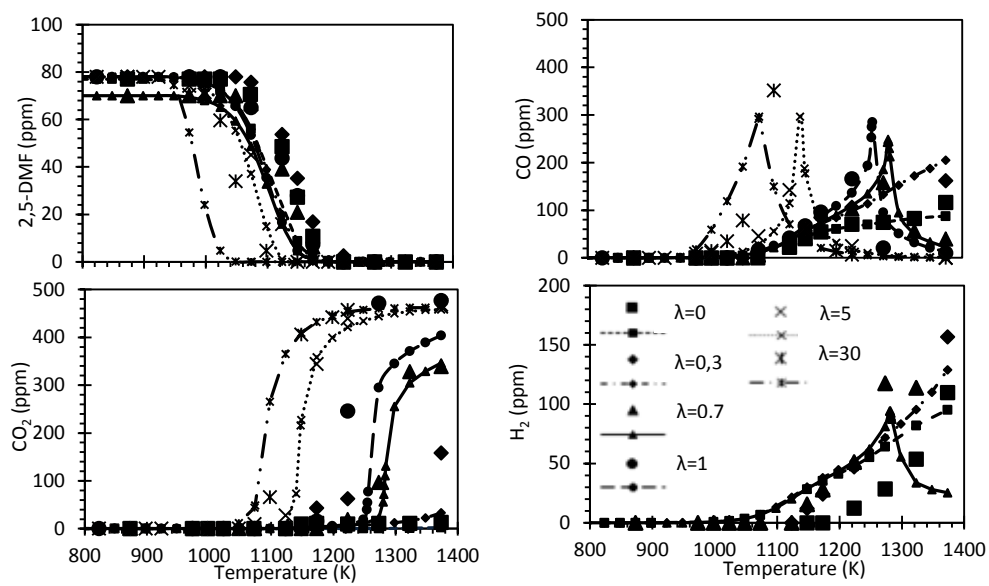 2,5-DMF (ppm)
100
80
60
40
20
0
CO (ppm)
500
400
300
200
100
0
CO2 (ppm)
500
400
300
200
100
0
800 900 1000 1100 1200 1300 1400
Temperature (K)
H2 (ppm)
200
150
100
50
0
λ=0
λ=0,3
λ=0.7
λ=1
λ=5
λ=30
800 900 1000 1100 1200 1300 1400
Temperature (K)